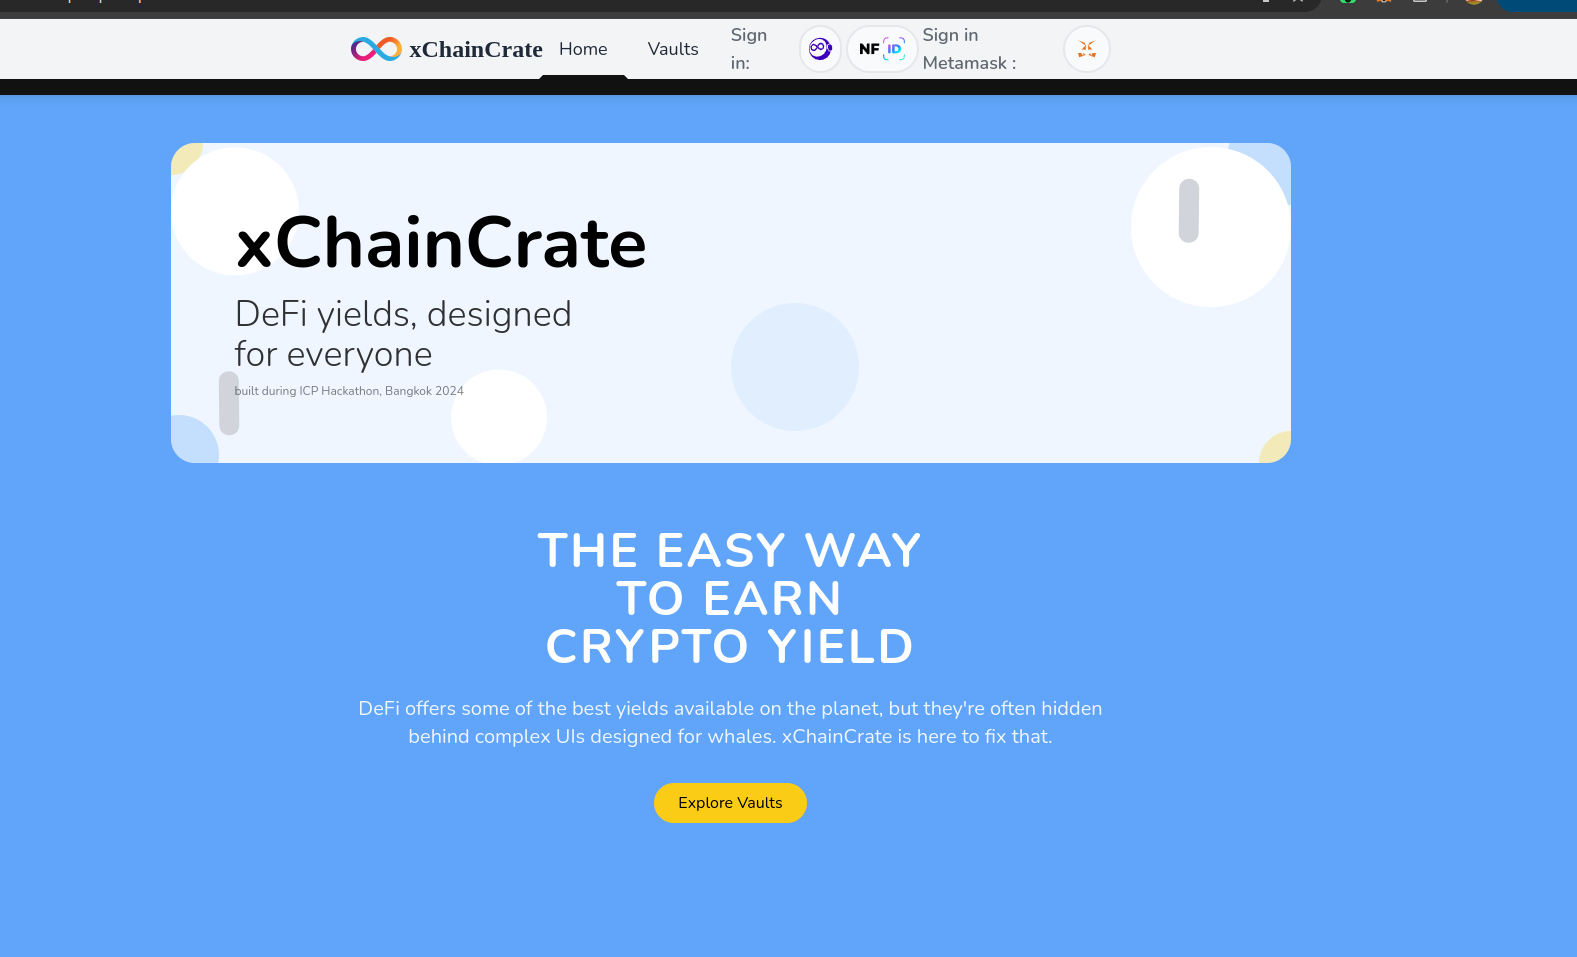 xChainCrate
Home
Vaults
Sign
in:
NF ID
Sign in
Metamask :
xChainCrate
DeFi yields, designed
for everyone
built during ICP Hackathon, Bangkok 2024
THE EASY WAY
TO EARN
CRYPTO YIELD
DeFi offers some of the best yields available on the planet, but they're often hidden
behind complex UIs designed for whales. xChainCrate is here to fix that.
Explore Vaults